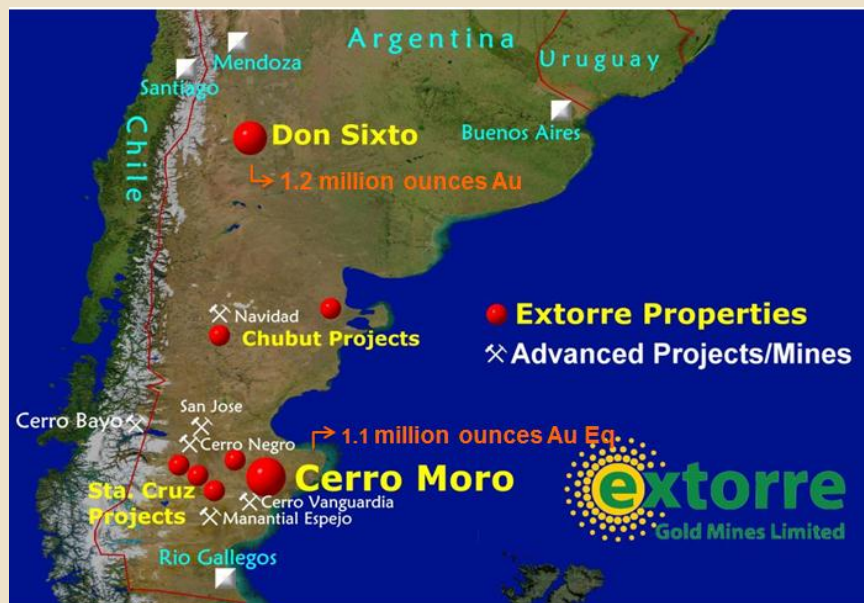 Argentina
Uruguay
Mendoza
Santiago
Chile
Buenos Aires
Don Sixto
1.2 million ounces Au
Navidad
Chubut Projects
Extorre Properties
Advanced Projects/Mines
San Jose
Cerro Bayo
Cerro Negro
1.1 million ounces Au Eq
Cerro Moro
Sta. Cruz
Projects
Cerro Vanguardia
Manantial Espejo
Rio Gallegos
extorre
Gold Mines Limited